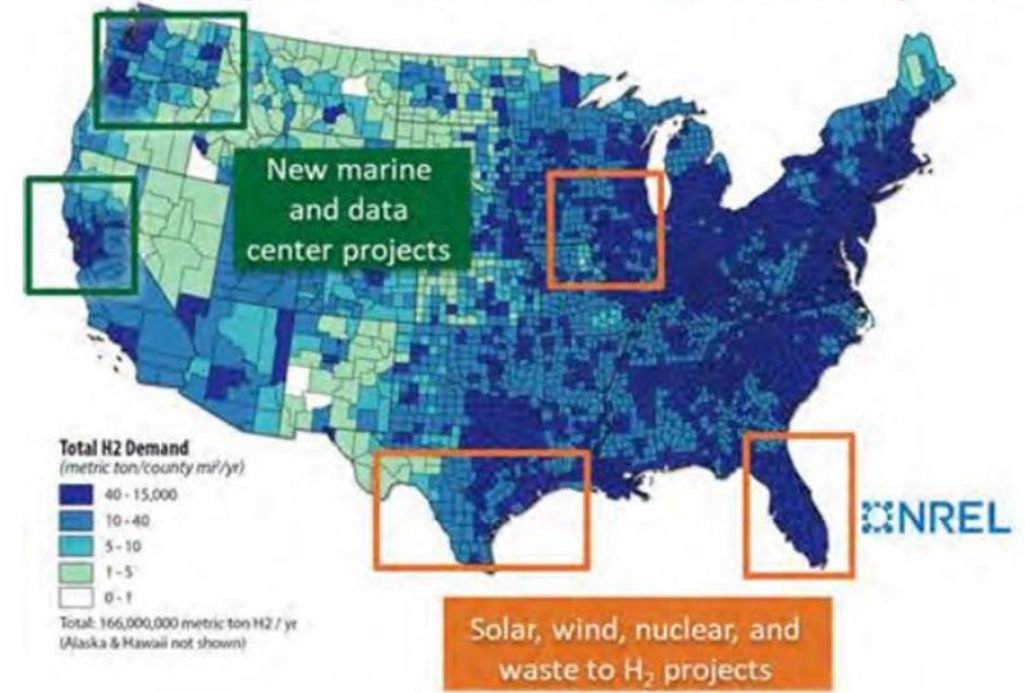 New marine
and data
center projects
Total H2 Demand
(metric ton/county mi²/yr)
40 - 15,000
10 - 40
5 - 10
1 - 5
0 - 1
Total: 166,000,000 metric ton H2 / yr
(Alaska & Hawaii not shown)
NREL
Solar, wind, nuclear, and
waste to H₂ projects